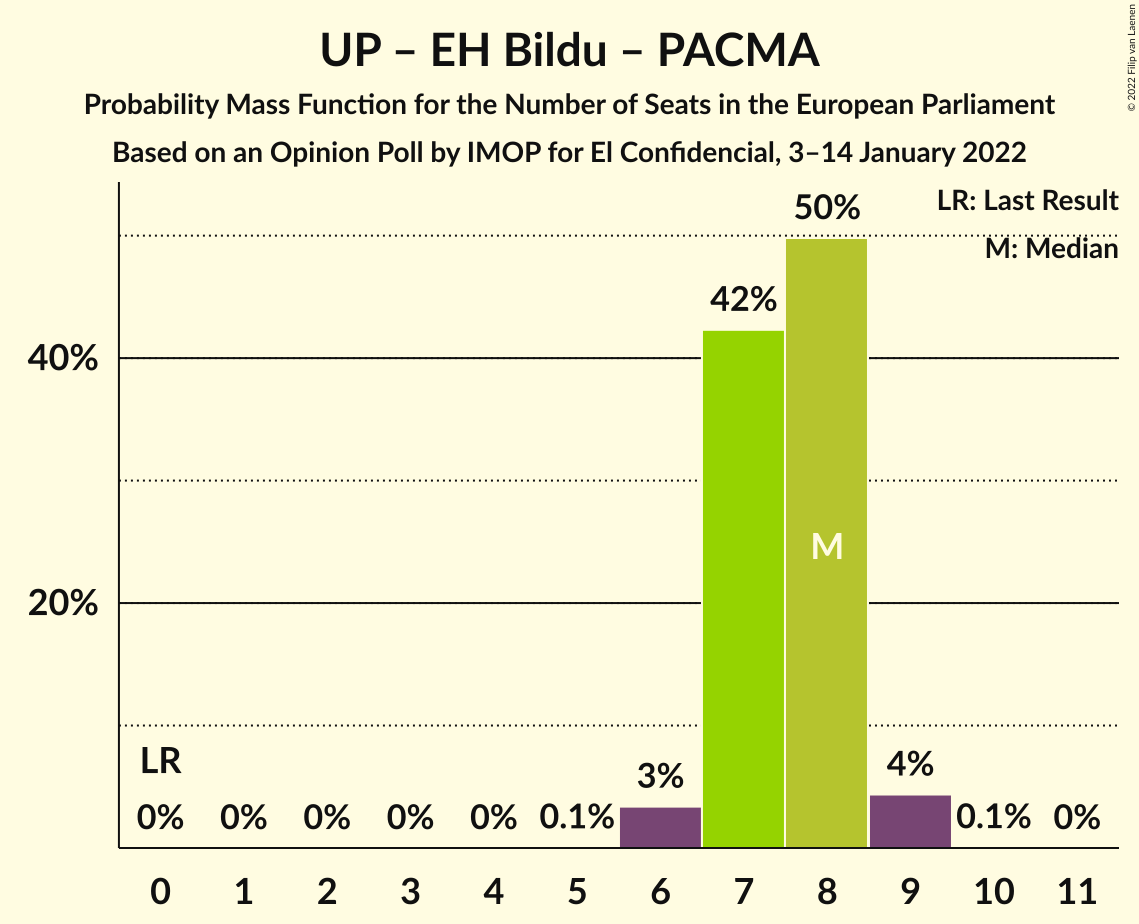 UP – EH Bildu – PACMA
Probability Mass Function for the Number of Seats in the European Parliament
Based on an Opinion Poll by IMOP for El Confidencial, 3–14 January 2022
© 2022 Filip van Laenen
LR: Last Result
M: Median
50%
42%
40%
M
20%
LR
3%
4%
0% 0% 0% 0% 0% 0.1% 0.1% 0%
0 1 2 3 4 5 6 7 8 9 10 11